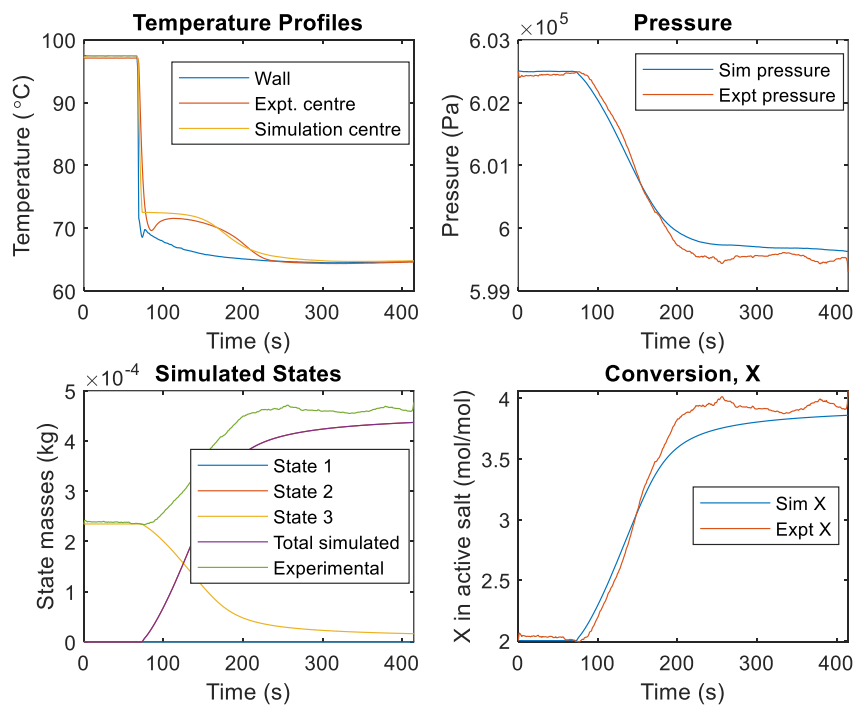 Temperature Profiles
100
90
80
70
60
Temperature ( °C)
0
100
200
300
400
Time (s)
Wall
Expt. centre
Simulation centre
×10⁵
Pressure
6.03
6.02
6.01
6
5.99
Pressure (Pa)
0
100
200
300
400
Time (s)
Sim pressure
Expt pressure
×10⁻⁴
Simulated States
5
4
3
2
1
0
State masses (kg)
0
100
200
300
400
Time (s)
State 1
State 2
State 3
Total simulated
Experimental
Conversion, X
4
3.5
3
2.5
2
X in active salt (mol/mol)
0
100
200
300
400
Time (s)
Sim X
Expt X